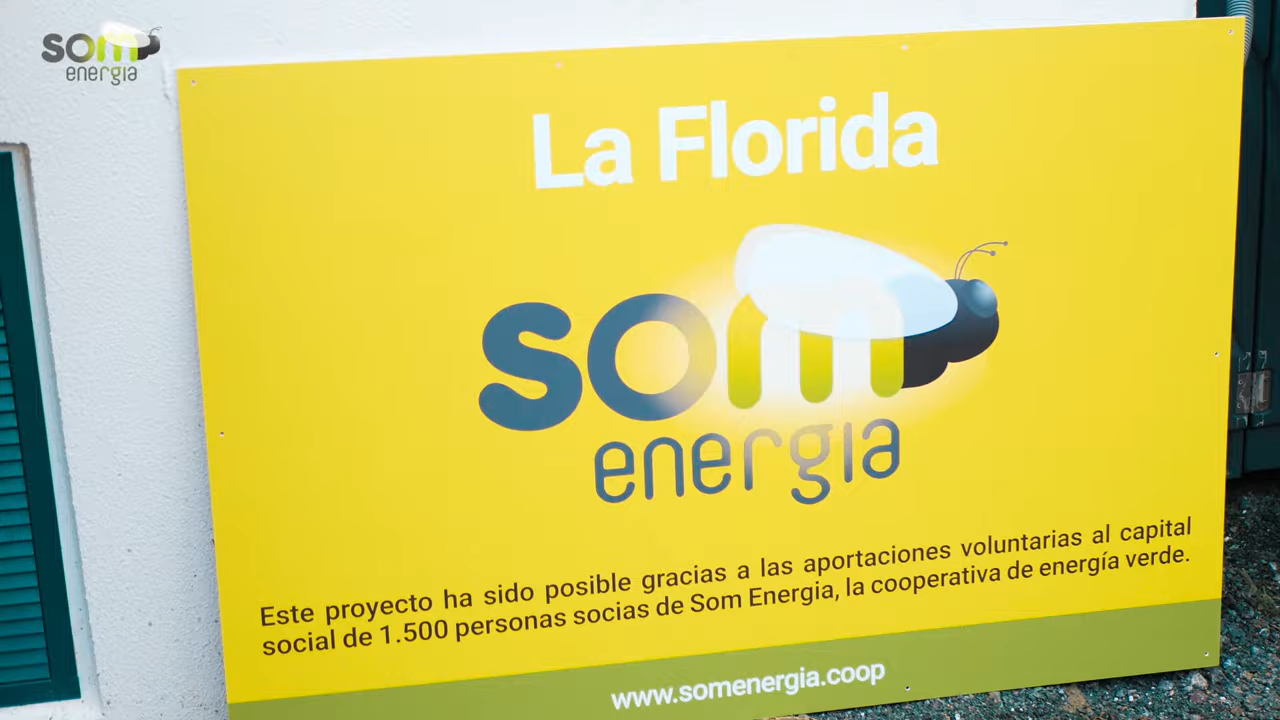 som
energia
La Florida
som
energia
Este proyecto ha sido posible gracias a las aportaciones voluntarias al capital
social de 1.500 personas socias de Som Energia, la cooperativa de energía verde.
www.somenergia.coop